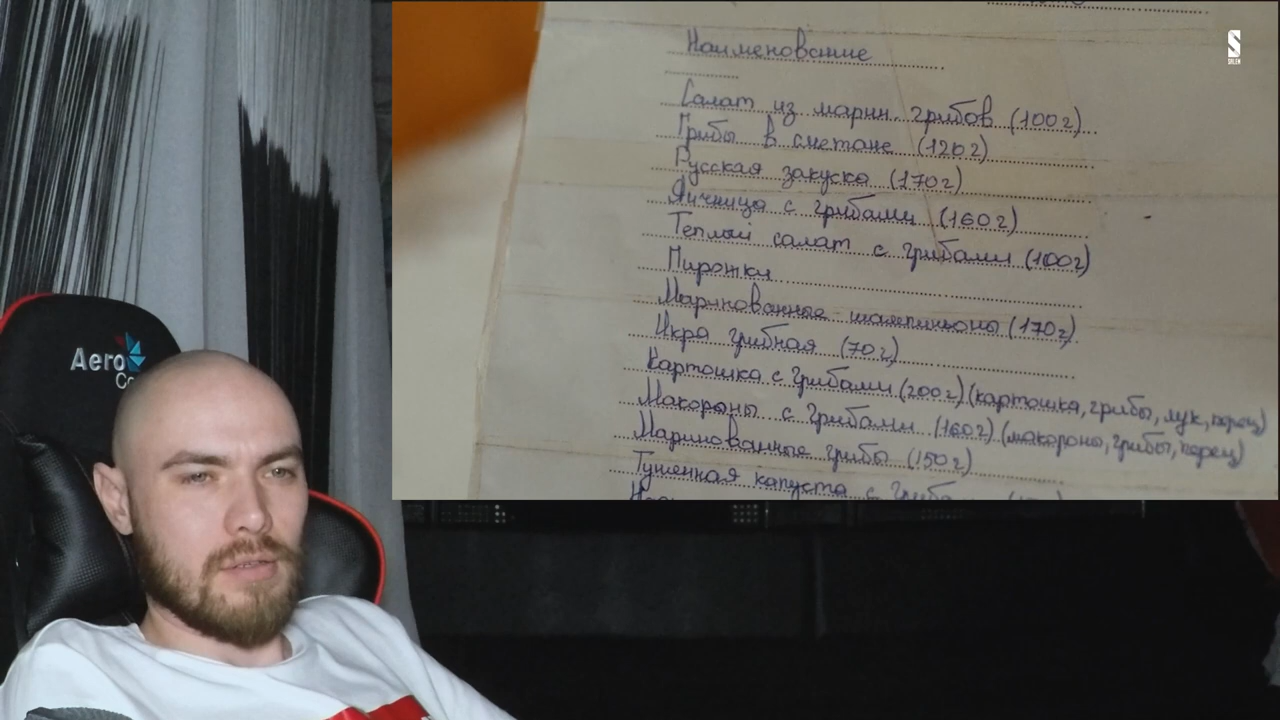 Наименование
Салат из марин. грибов (100г)
Грибы в сметане (120г)
Русская закуска (170г)
Яичница с грибами (160г)
Теплый салат с грибами (100г)
Пирожки
Маринованные шампиньоны (170г)
Икра грибная (70г)
Картошка с грибами (200г) (картошка, грибы, лук, перец)
Макароны с грибами (160г) (макароны, грибы, перец)
Маринованные грибы (150г)
Тушенная капуста с
Aero
SOLEN